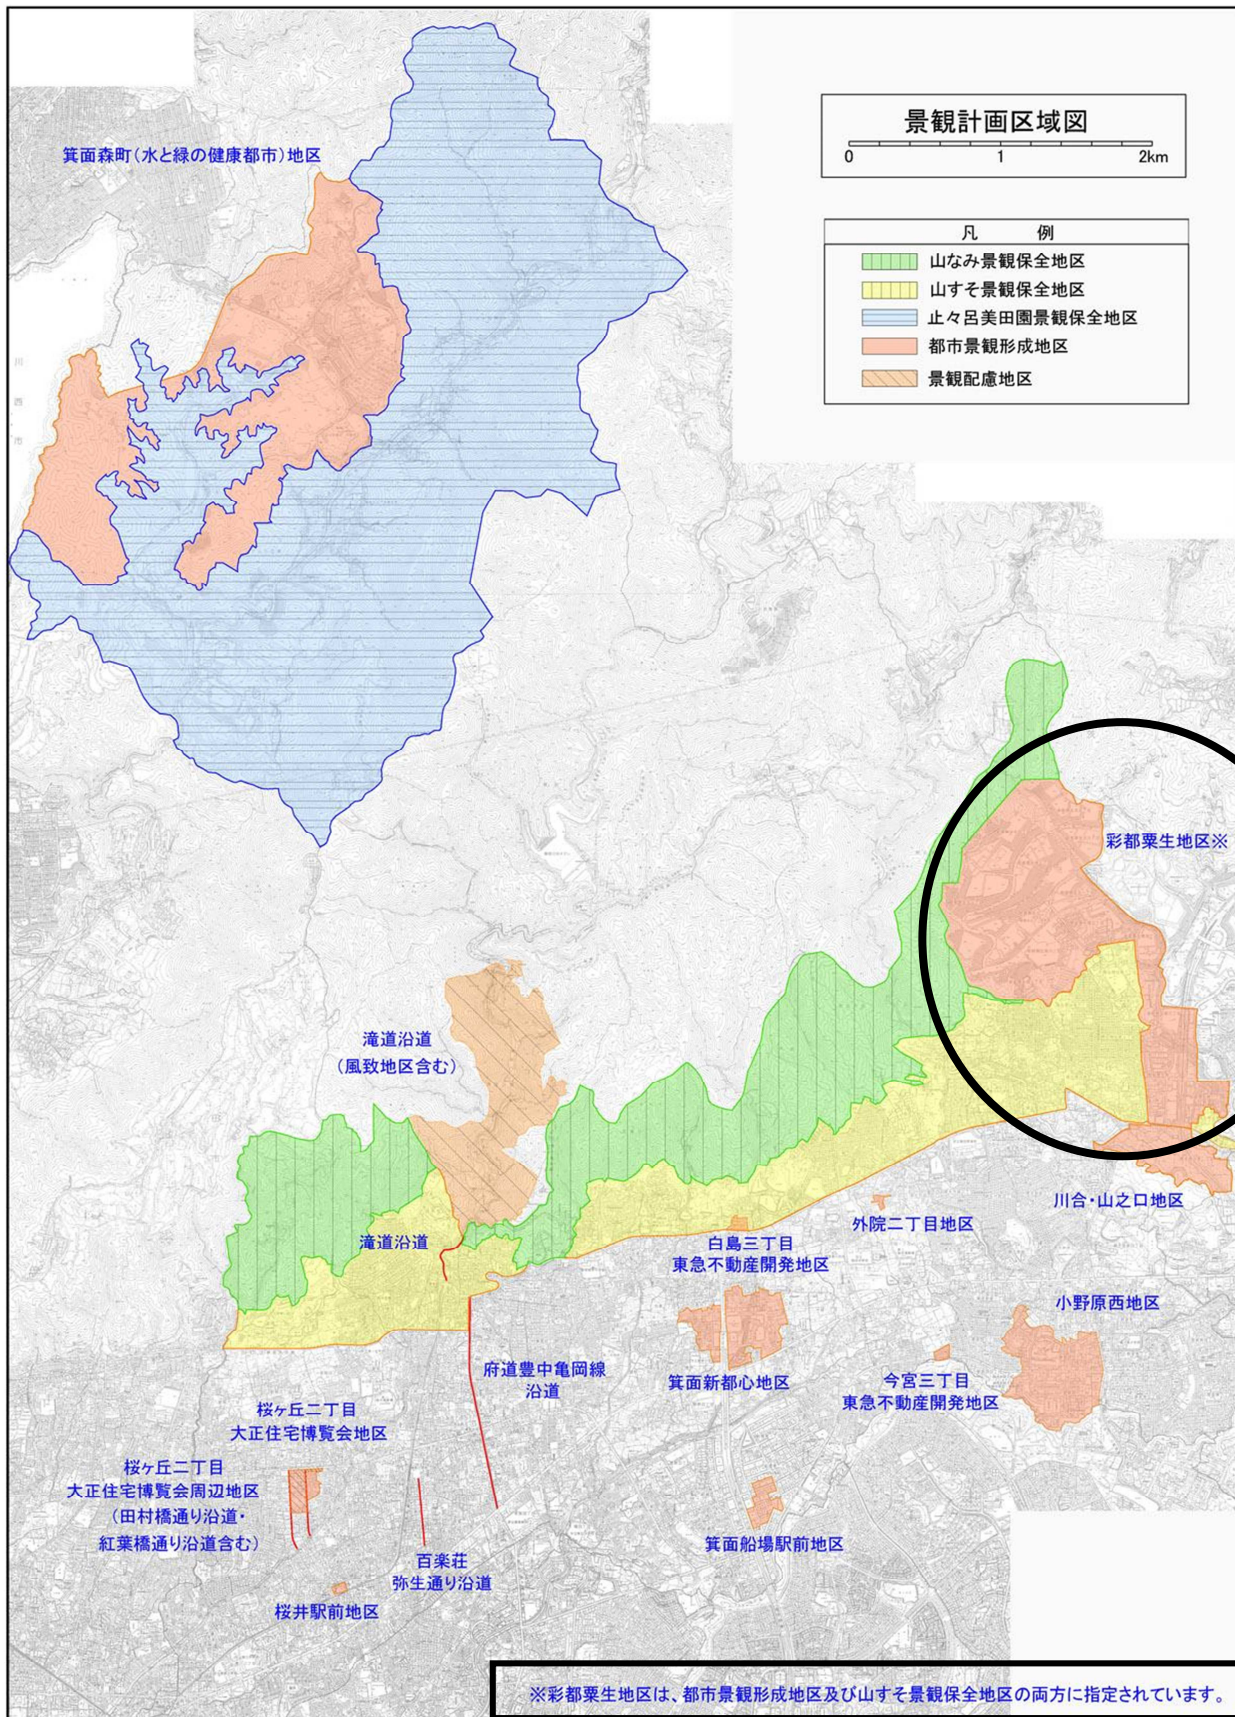 景観計画区域図
0 1 2km
凡 例
山なみ景観保全地区
山すそ景観保全地区
止々呂美田園景観保全地区
都市景観形成地区
景観配慮地区
箕面森町(水と緑の健康都市)地区
川西市
彩都粟生地区※
滝道沿道
(風致地区含む)
川合・山之口地区
外院二丁目地区
滝道沿道
白島三丁目
東急不動産開発地区
小野原西地区
府道豊中亀岡線
沿道
箕面新都心地区
今宮三丁目
東急不動産開発地区
桜ヶ丘二丁目
大正住宅博覧会地区
桜ヶ丘二丁目
大正住宅博覧会周辺地区
(田村橋通り沿道・
紅葉橋通り沿道含む)
箕面船場駅前地区
百楽荘
弥生通り沿道
桜井駅前地区
※彩都粟生地区は、都市景観形成地区及び山すそ景観保全地区の両方に指定されています。